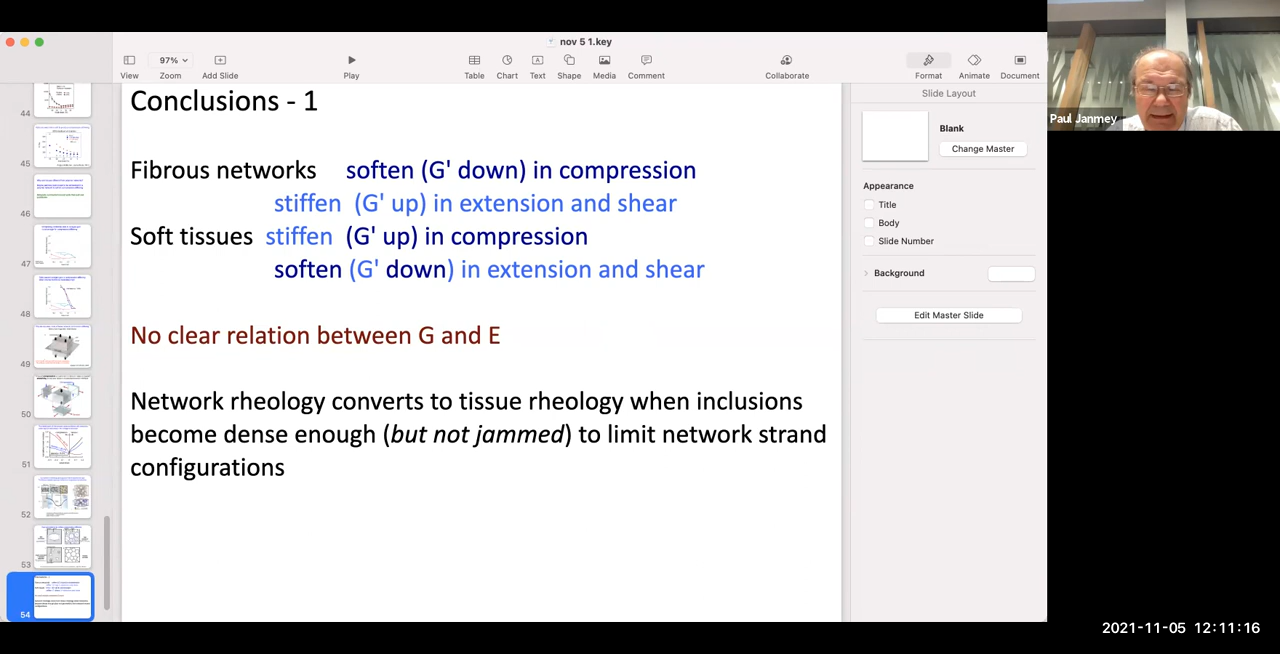 nov 5 1.key
97%
View
Zoom
Add Slide
Play
Table
Chart
Text
Shape
Media
Comment
Collaborate
Format
Animate
Document
44
45
46
47
48
49
50
51
52
53
54
Conclusions - 1
Fibrous networks soften (G' down) in compression
stiffen (G' up) in extension and shear
Soft tissues stiffen (G' up) in compression
soften (G' down) in extension and shear
No clear relation between G and E
Network rheology converts to tissue rheology when inclusions
become dense enough (but not jammed) to limit network strand
configurations
Slide Layout
Blank
Change Master
Appearance
Title
Body
Slide Number
Background
Edit Master Slide
Paul Janmey
2021-11-05 12:11:16